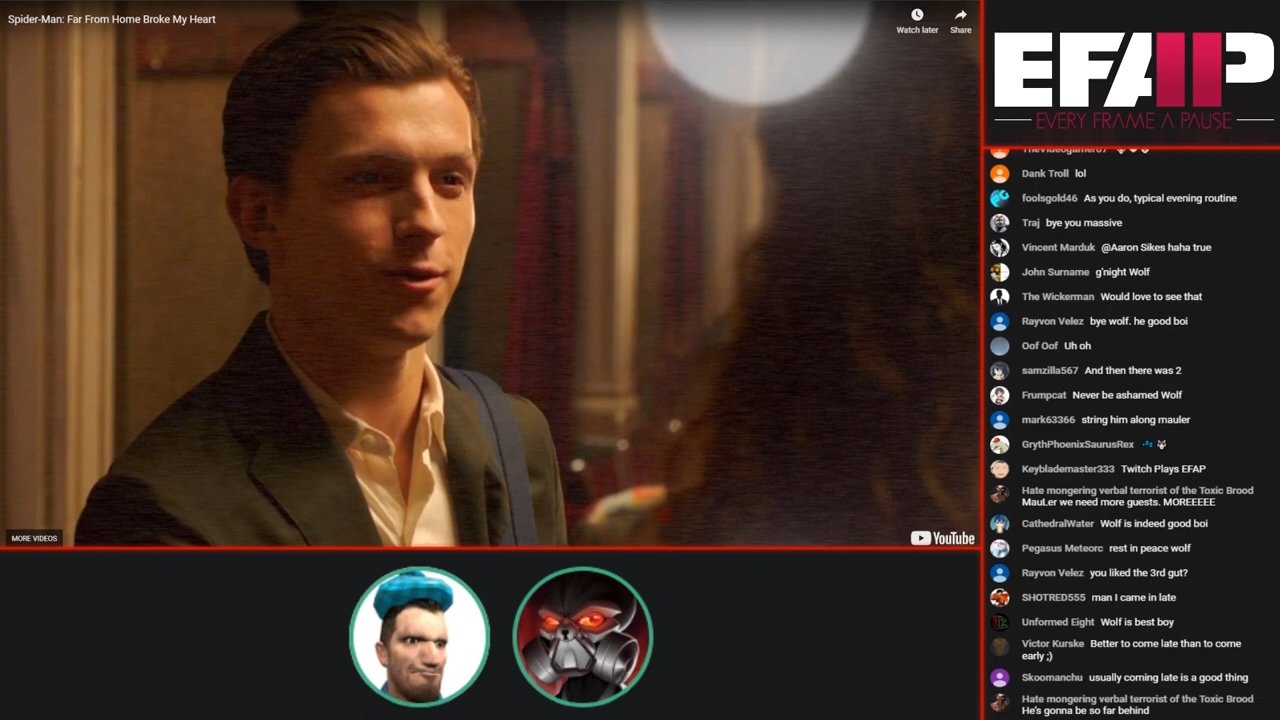 Spider-Man: Far From Home Broke My Heart
Watch later
Share
MORE VIDEOS
YouTube
EFAP
EVERY FRAME A PAUSE
Dank Troll lol
foolsgold46 As you do, typical evening routine
Traj bye you massive
Vincent Marduk @Aaron Sikes haha true
John Surname g'night Wolf
The Wickerman Would love to see that
Rayvon Velez bye wolf. he good boi
Oof Oof Uh oh
samzilla567 And then there was 2
Frumpcat Never be ashamed Wolf
mark63366 string him along mauler
GrythPhoenixSaurusRex
Keyblademaster333 Twitch Plays EFAP
Hate mongering verbal terrorist of the Toxic Brood
MauLer we need more guests. MOREEEEE
CathedralWater Wolf is indeed good boi
Pegasus Meteorc rest in peace wolf
Rayvon Velez you liked the 3rd gut?
SHOTRED555 man I came in late
Unformed Eight Wolf is best boy
Victor Kurske Better to come late than to come
early ;)
Skoomanchu usually coming late is a good thing
Hate mongering verbal terrorist of the Toxic Brood
He's gonna be so far behind